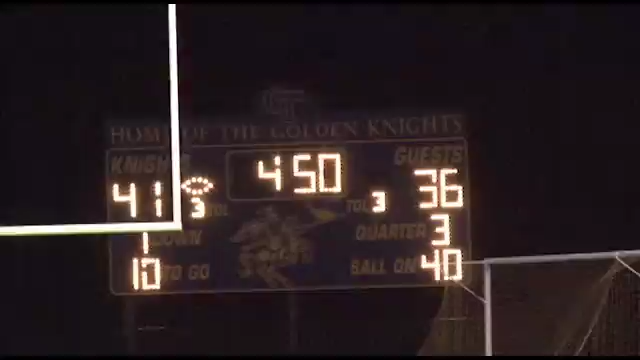 GT
HOME OF THE GOLDEN KNIGHTS
KNIGHTS 4 50 GUESTS
41 3 TOL TOL 3 36
1 DOWN QUARTER 3
10 TO GO BALL ON 40